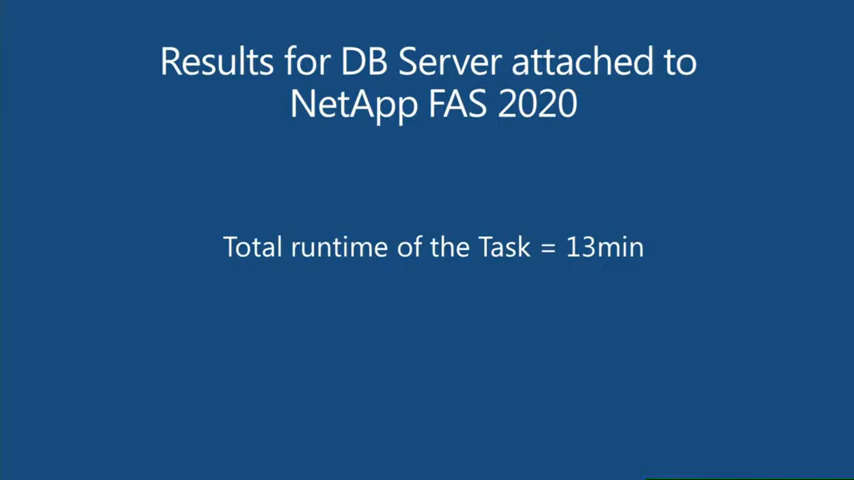 Results for DB Server attached to
NetApp FAS 2020
Total runtime of the Task = 13min